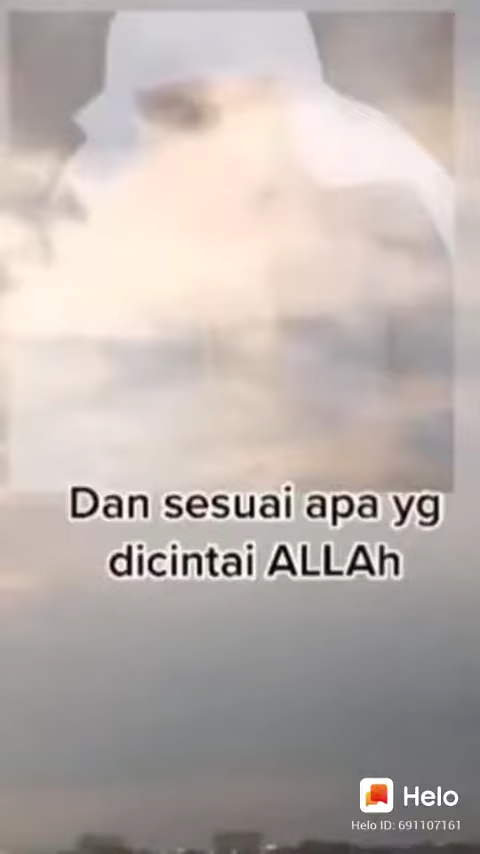 Dan sesuai apa yg
dicintai ALLAh
Helo
Helo ID: 691107161